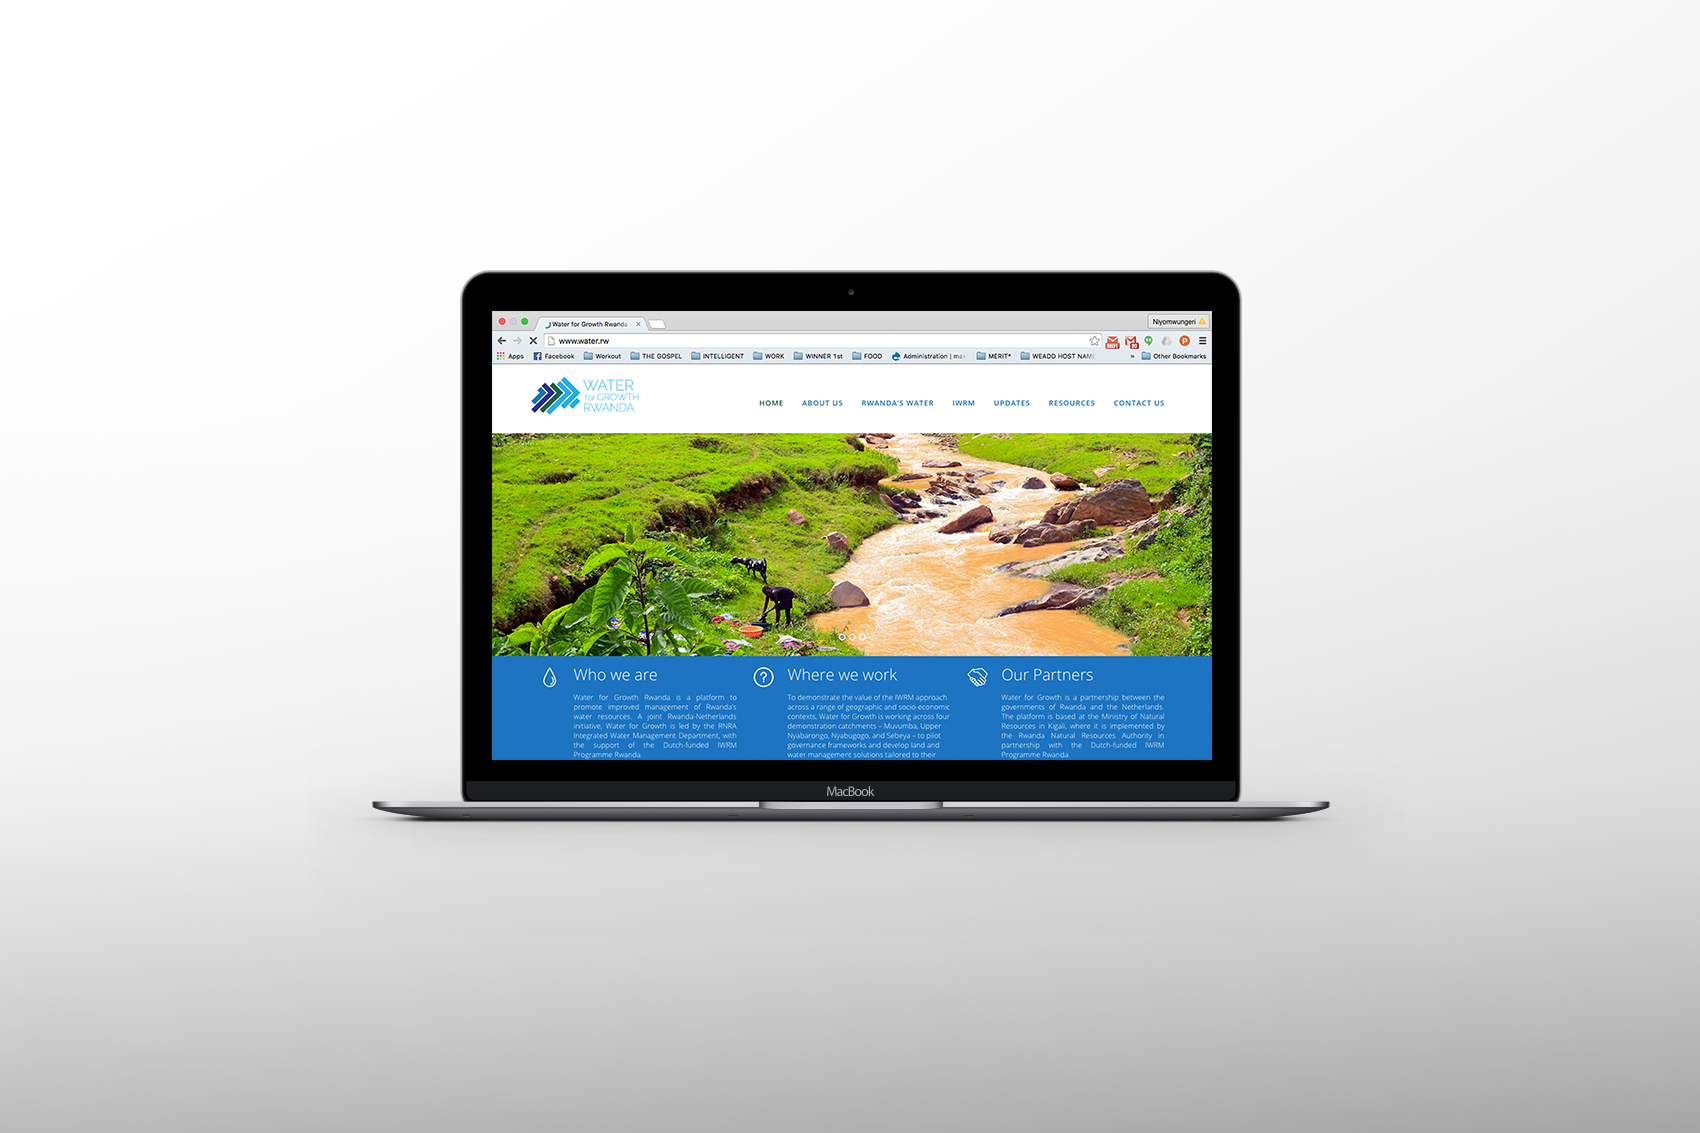 Water for Growth Rwanda
Niyomwungeri
www.water.rw
9691
20
Apps Facebook Workout THE GOSPEL INTELLIGENT WORK WINNER 1st FOOD Administration | max MERIT* WEADD HOST NAME » Other Bookmarks
WATER
for GROWTH
RWANDA
HOME ABOUT US RWANDA'S WATER IWRM UPDATES RESOURCES CONTACT US
Who we are
Water for Growth Rwanda is a platform to
promote improved management of Rwanda's
water resources. A joint Rwanda-Netherlands
initiative, Water for Growth is led by the RNRA
Integrated Water Management Department, with
the support of the Dutch-funded IWRM
Programme Rwanda
Where we work
To demonstrate the value of the IWRM approach
across a range of geographic and socio-economic
contexts, Water for Growth is working across four
demonstration catchments – Muvumba, Upper
Nyabarongo, Nyabugogo, and Sebeya – to pilot
governance frameworks and develop land and
water management solutions tailored to their
Our Partners
Water for Growth is a partnership between the
governments of Rwanda and the Netherlands.
The platform is based at the Ministry of Natural
Resources in Kigali, where it is implemented by
the Rwanda Natural Resources Authority in
partnership with the Dutch-funded IWRM
Programme Rwanda.
MacBook